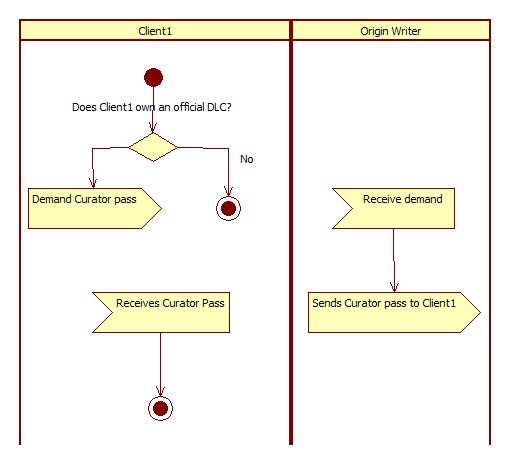 Client1
Origin Writer
Does Client1 own an official DLC?
No
Demand Curator pass
Receive demand
Receives Curator Pass
Sends Curator pass to Client1